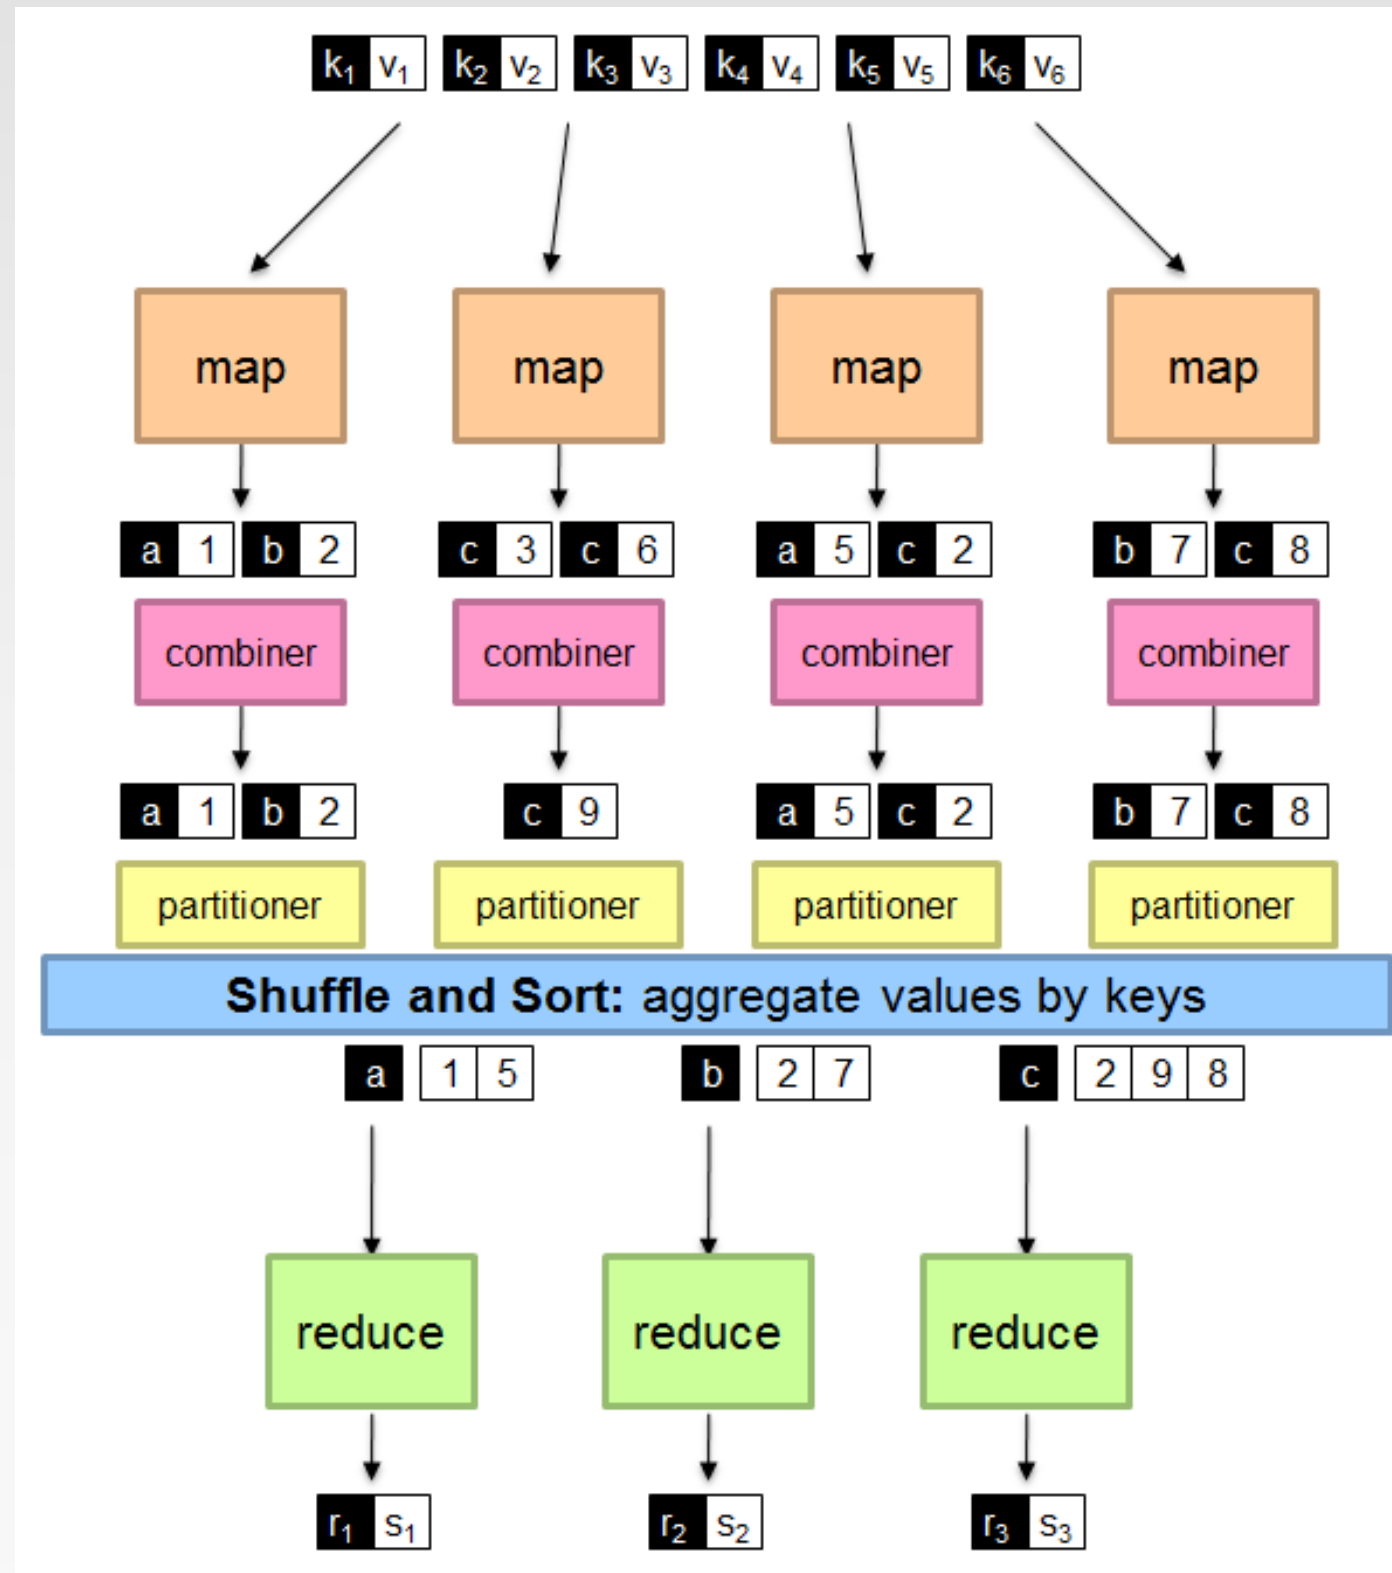 k₁ v₁ k₂ v₂ k₃ v₃ k₄ v₄ k₅ v₅ k₆ v₆
map map map map
a 1 b 2 c 3 c 6 a 5 c 2 b 7 c 8
combiner combiner combiner combiner
a 1 b 2 c 9 a 5 c 2 b 7 c 8
partitioner partitioner partitioner partitioner
Shuffle and Sort: aggregate values by keys
a 1 5 b 2 7 c 2 9 8
reduce reduce reduce
r₁ s₁ r₂ s₂ r₃ s₃